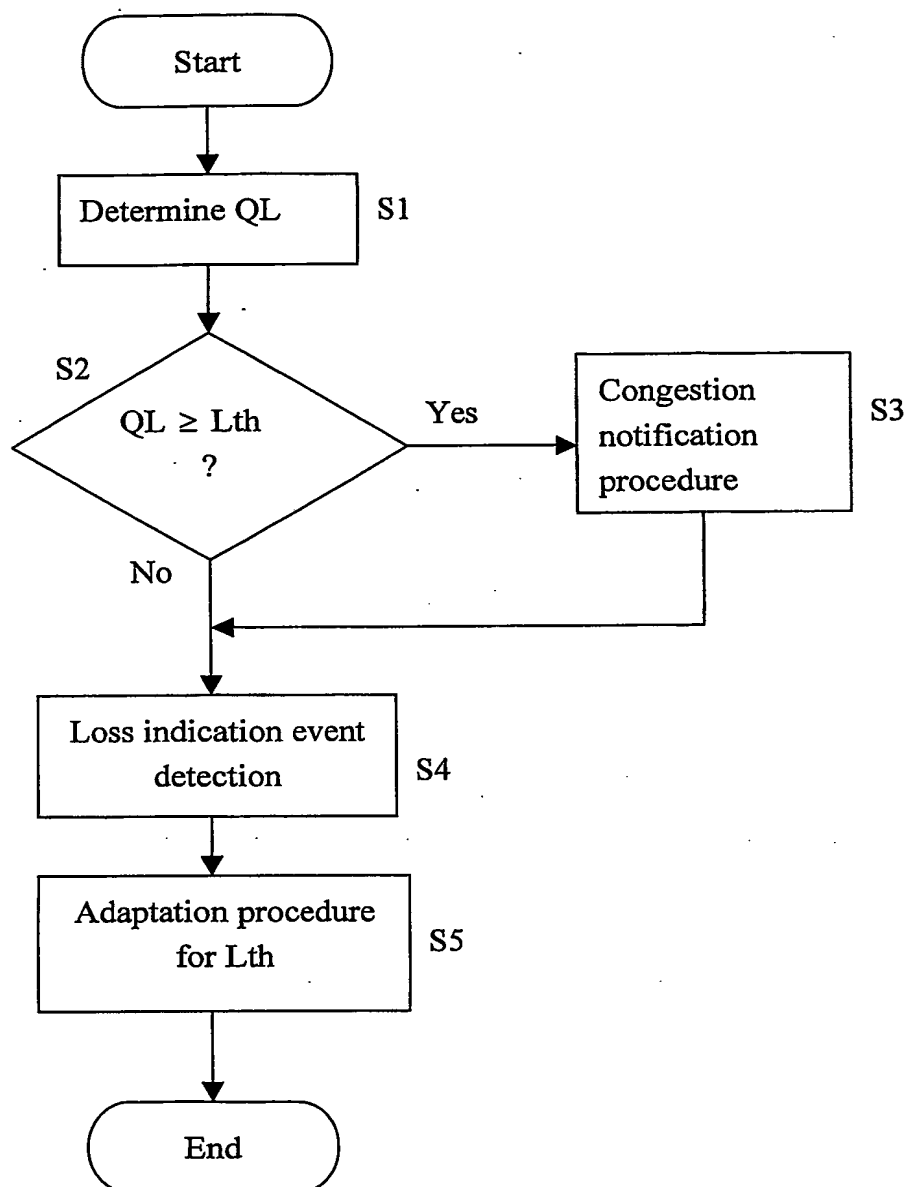 Start
Determine QL
S1
S2
QL ≥ Lth
?
Yes
Congestion
notification
procedure
S3
No
Loss indication event
detection
S4
Adaptation procedure
for Lth
S5
End